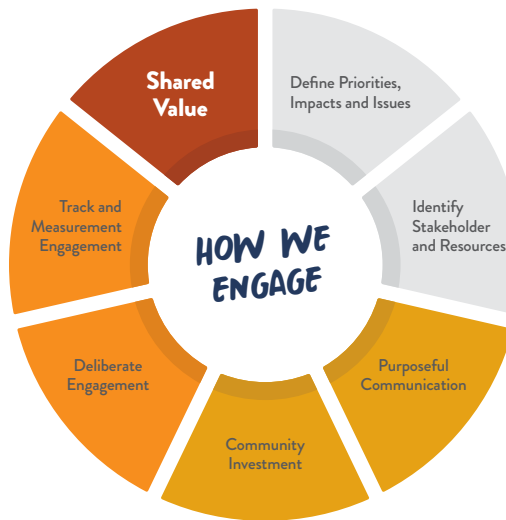 Shared
Value
Define Priorities,
Impacts and Issues
Identify
Stakeholder
and Resources
Purposeful
Communication
Community
Investment
Deliberate
Engagement
Track and
Measurement
Engagement
HOW WE
ENGAGE